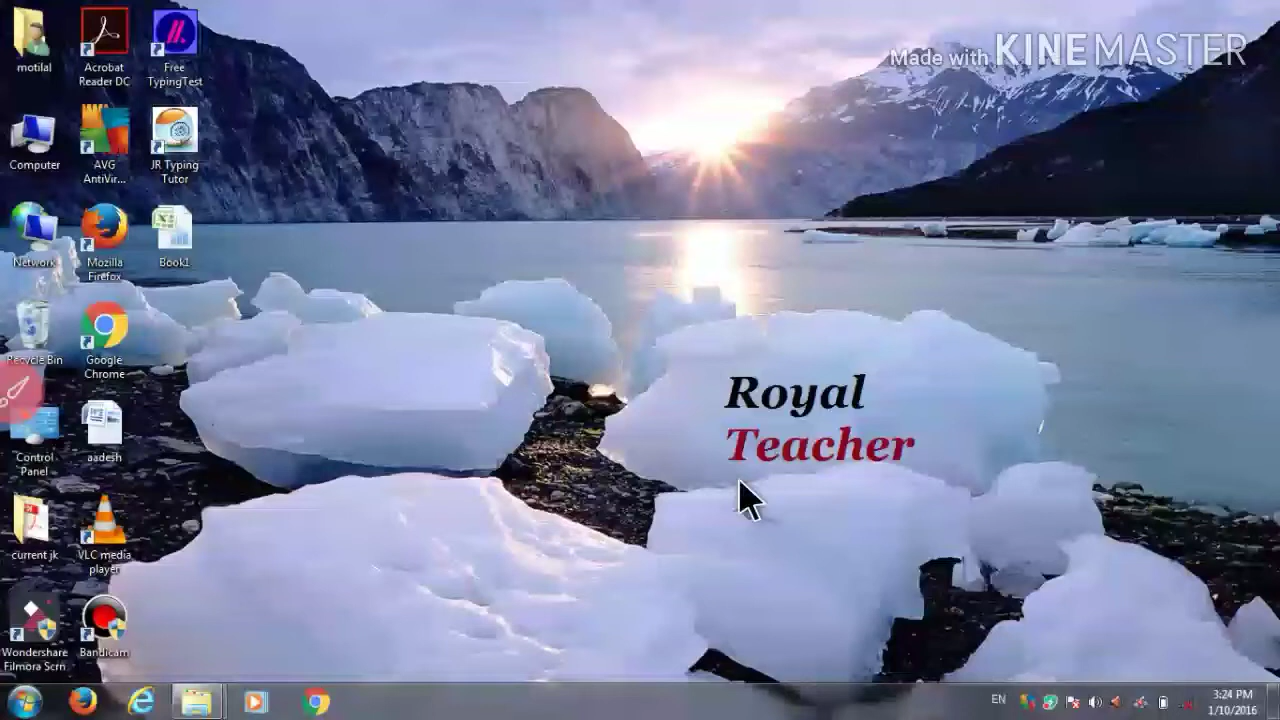 Made with KINEMASTER
motilal
Acrobat
Reader DC
Free
TypingTest
Computer
AVG
AntiVir...
JR Typing
Tutor
Network
Mozilla
Firefox
Book1
Recycle Bin
Google
Chrome
Royal
Teacher
Control
Panel
aadesh
current jk
VLC media
player
Wondershare
Filmora Scrn
Bandicam
EN
3:24 PM
1/10/2016